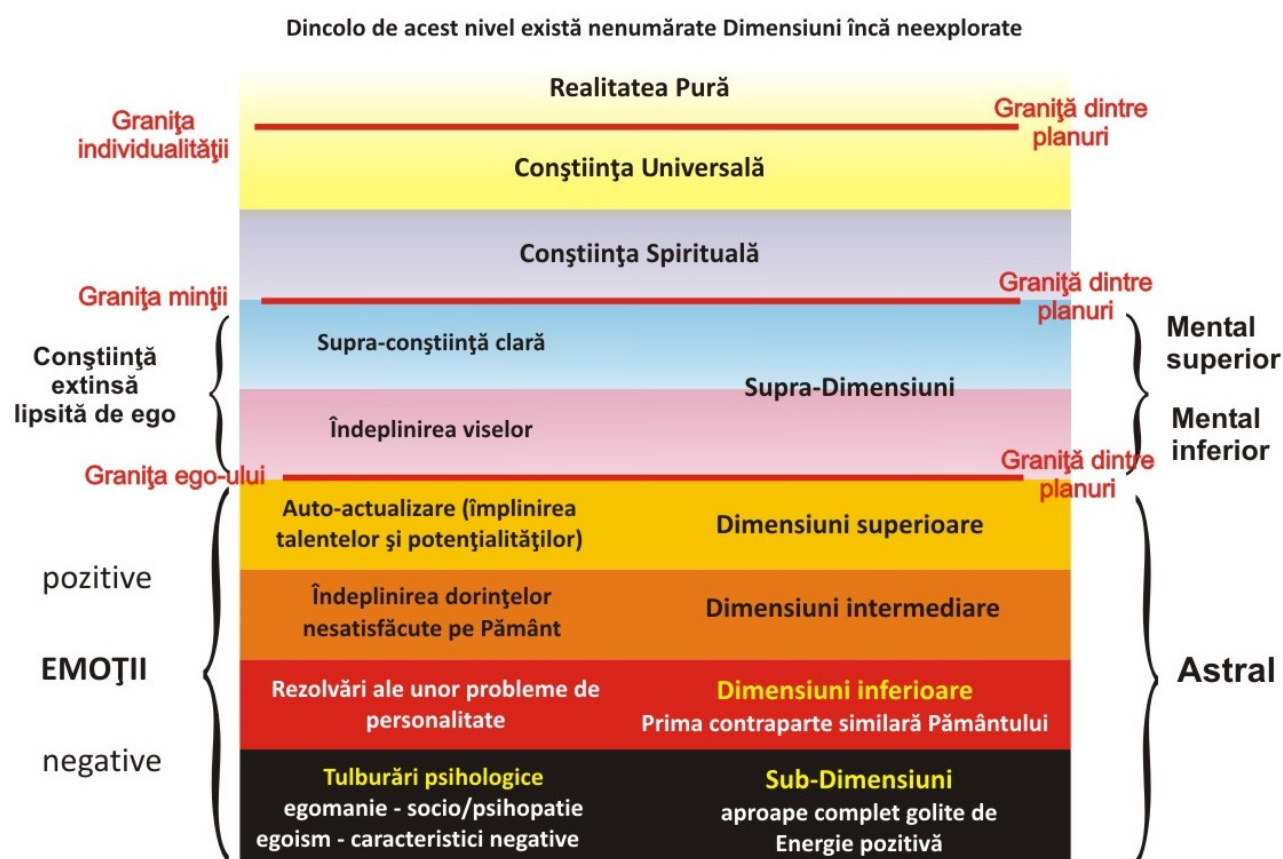 Dincolo de acest nivel există nenumărate Dimensiuni încă neexplorate
Realitatea Pură
Graniţa
individualităţii
Graniţă dintre
planuri
Conştiinţa Universală
Conştiinţa Spirituală
Graniţa minţii
Graniţă dintre
planuri
Conştiinţă
extinsă
lipsită de ego
Supra-conştiinţă clară
Supra-Dimensiuni
Mental
superior
Îndeplinirea viselor
Mental
inferior
Graniţa ego-ului
Graniţă dintre
planuri
Auto-actualizare (împlinirea
talentelor şi potenţialităţilor)
Dimensiuni superioare
pozitive
Îndeplinirea dorinţelor
nesatisfăcute pe Pământ
Dimensiuni intermediare
EMOŢII
Rezolvări ale unor probleme de
personalitate
Dimensiuni inferioare
Prima contraparte similară Pământului
Astral
negative
Tulburări psihologice
egomanie - socio/psihopatie
egoism - caracteristici negative
Sub-Dimensiuni
aproape complet golite de
Energie pozitivă